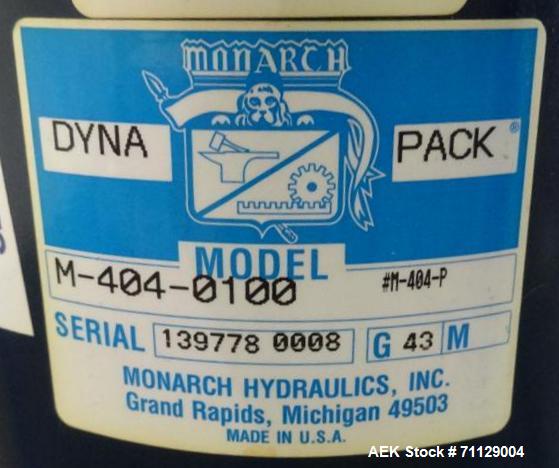 MONARCH
DYNA PACK®
MODEL
M-404-0100 #M-404-P
SERIAL 139778 0008 G 43 M
MONARCH HYDRAULICS, INC.
Grand Rapids, Michigan 49503
MADE IN U.S.A.
AEK Stock # 71129004